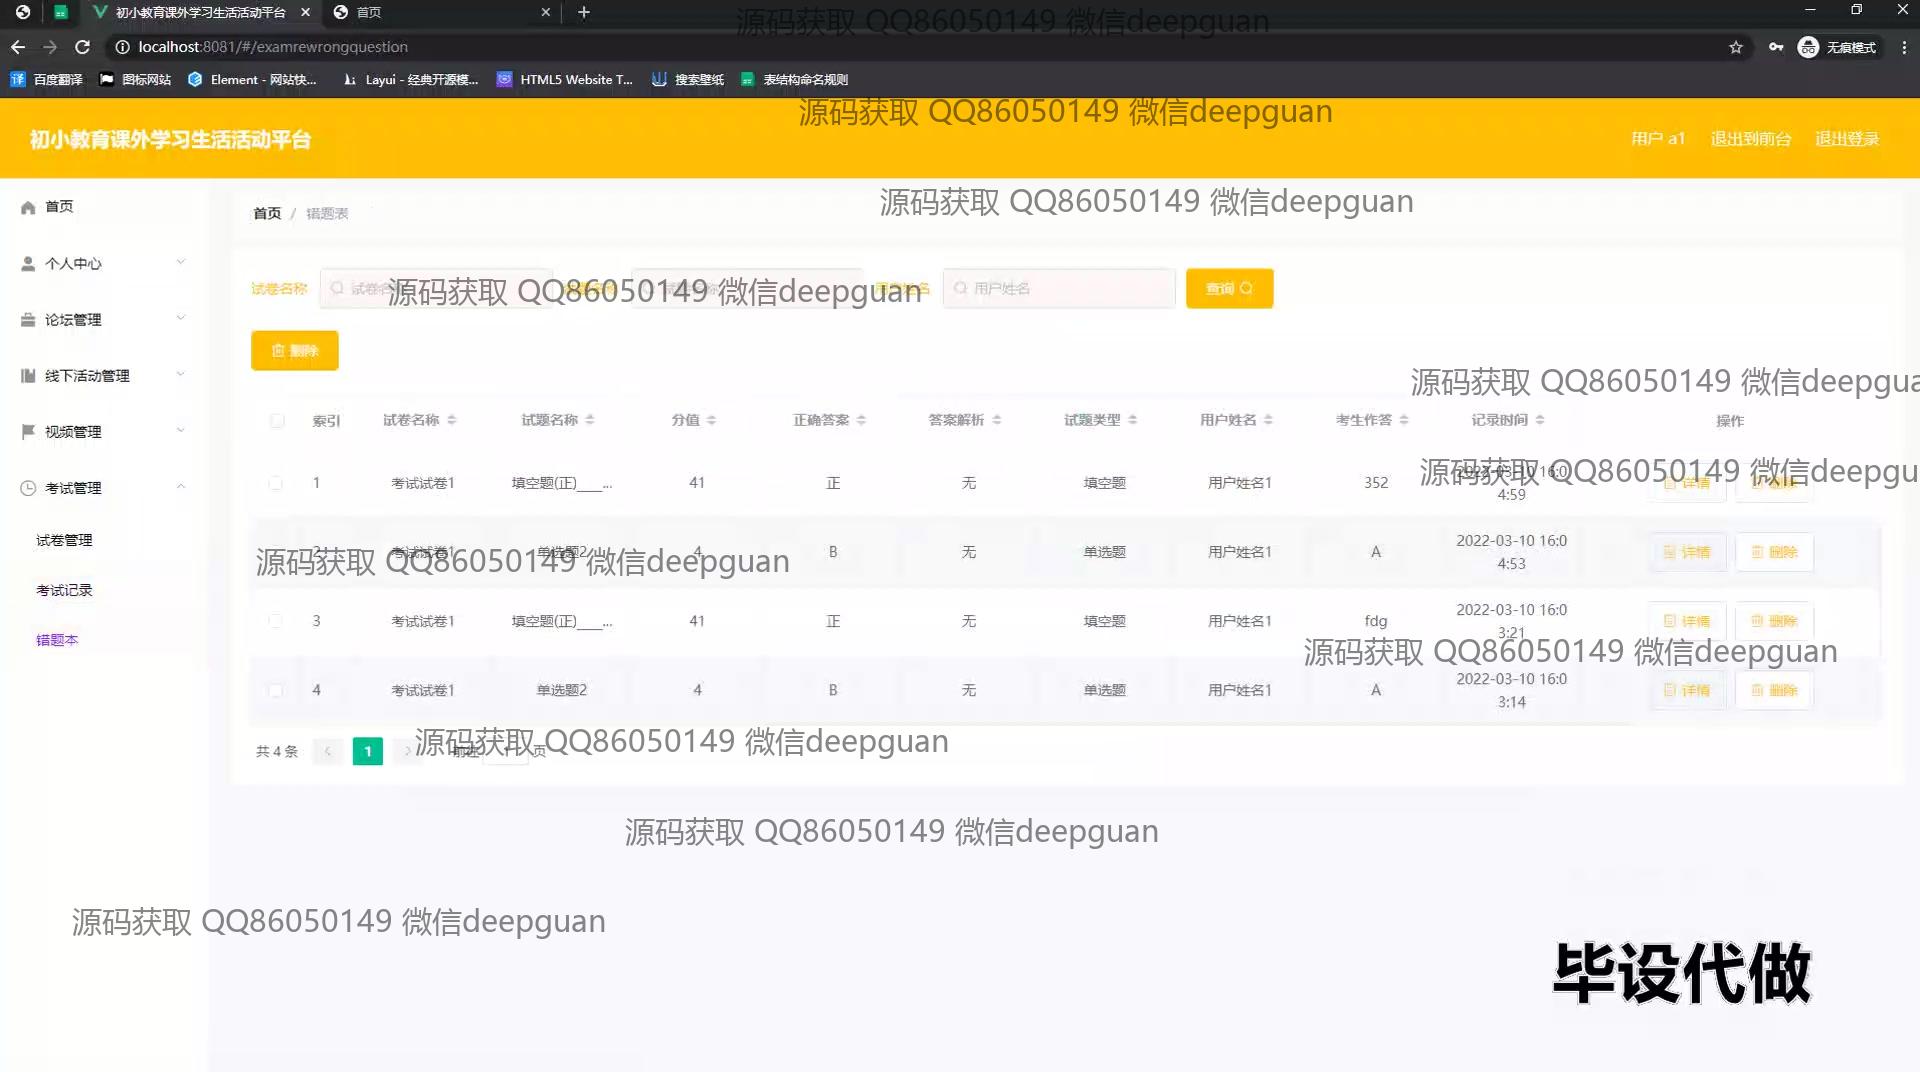 初小教育课外学习生活活动平台
首页
localhost:8081/#/examrewrongquestion
无痕模式
百度翻译
图标网站
Element - 网站快...
Layui - 经典开源模...
HTML5 Website T...
搜索壁纸
表结构命名规则
源码获取 QQ86050149 微信deepguan
源码获取 QQ86050149 微信deepguan
初小教育课外学习生活活动平台
用户 a1
退出到前台
退出登录
源码获取 QQ86050149 微信deepguan
首页
个人中心
论坛管理
线下活动管理
视频管理
考试管理
试卷管理
考试记录
错题本
首页 / 错题表
试卷名称
源码获取 QQ86050149 微信deepguan
用户姓名
用户姓名
查询
删除
源码获取 QQ86050149 微信deepgua
索引 试卷名称 试题名称 分值 正确答案 答案解析 试题类型 用户姓名 考生作答 记录时间 操作
源码获取 QQ86050149 微信deepgu
1 考试试卷1 填空题(正)____... 41 正 无 填空题 用户姓名1 352 2022-03-10 16:0
4:59 详情 删除
2 考试试卷1 单选题2 4 B 无 单选题 用户姓名1 A 2022-03-10 16:0
4:53 详情 删除
源码获取 QQ86050149 微信deepguan
3 考试试卷1 填空题(正)____... 41 正 无 填空题 用户姓名1 fdg 2022-03-10 16:0
3:21 详情 删除
源码获取 QQ86050149 微信deepguan
4 考试试卷1 单选题2 4 B 无 单选题 用户姓名1 A 2022-03-10 16:0
3:14 详情 删除
共 4 条 1 前往 1 页
源码获取 QQ86050149 微信deepguan
源码获取 QQ86050149 微信deepguan
源码获取 QQ86050149 微信deepguan
毕设代做